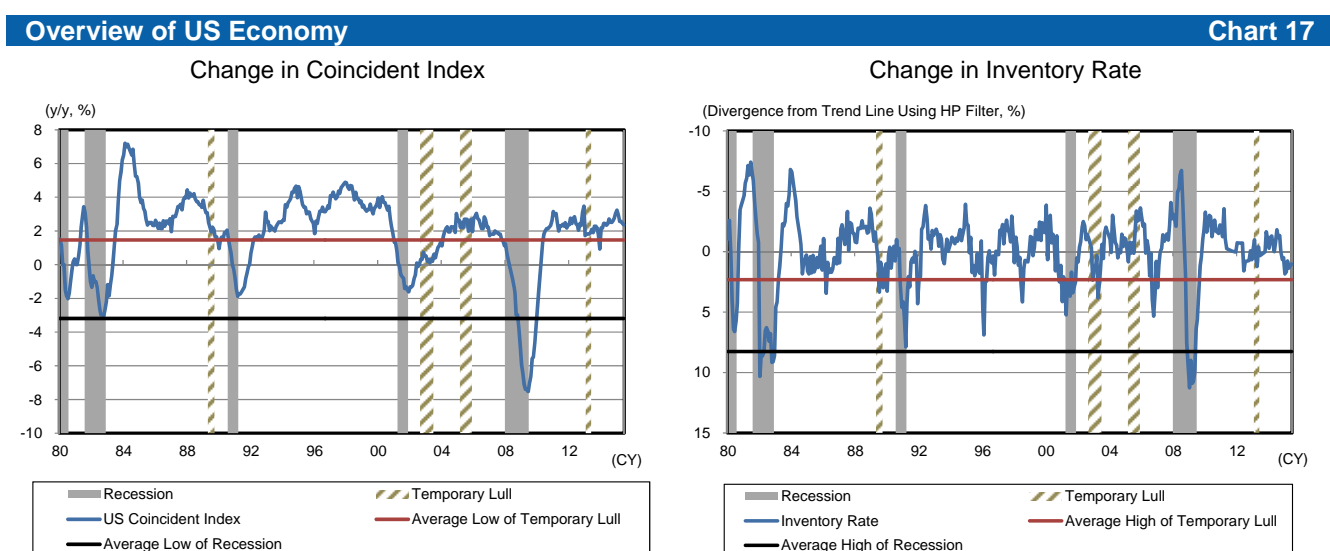 Overview of US Economy Chart 17
Change in Coincident Index
(y/y, %)
8
6
4
2
0
-2
-4
-6
-8
-10
80 84 88 92 96 00 04 08 12 (CY)
Recession Temporary Lull
US Coincident Index Average Low of Temporary Lull
Average Low of Recession
Change in Inventory Rate
(Divergence from Trend Line Using HP Filter, %)
-10
-5
0
5
10
15
80 84 88 92 96 00 04 08 12 (CY)
Recession Temporary Lull
Inventory Rate Average High of Temporary Lull
Average High of Recession